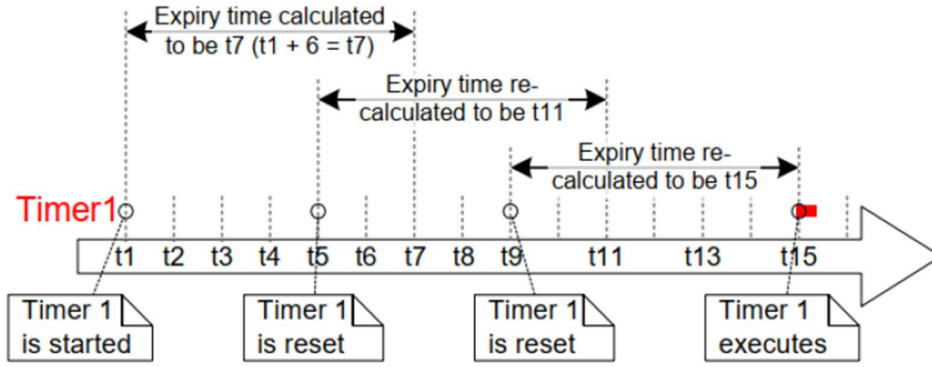 Expiry time calculated
to be t7 (t1 + 6 = t7)
Expiry time re-
calculated to be t11
Expiry time re-
calculated to be t15
Timer1
t1 t2 t3 t4 t5 t6 t7 t8 t9 t11 t13 t15
Timer 1
is started
Timer 1
is reset
Timer 1
is reset
Timer 1
executes